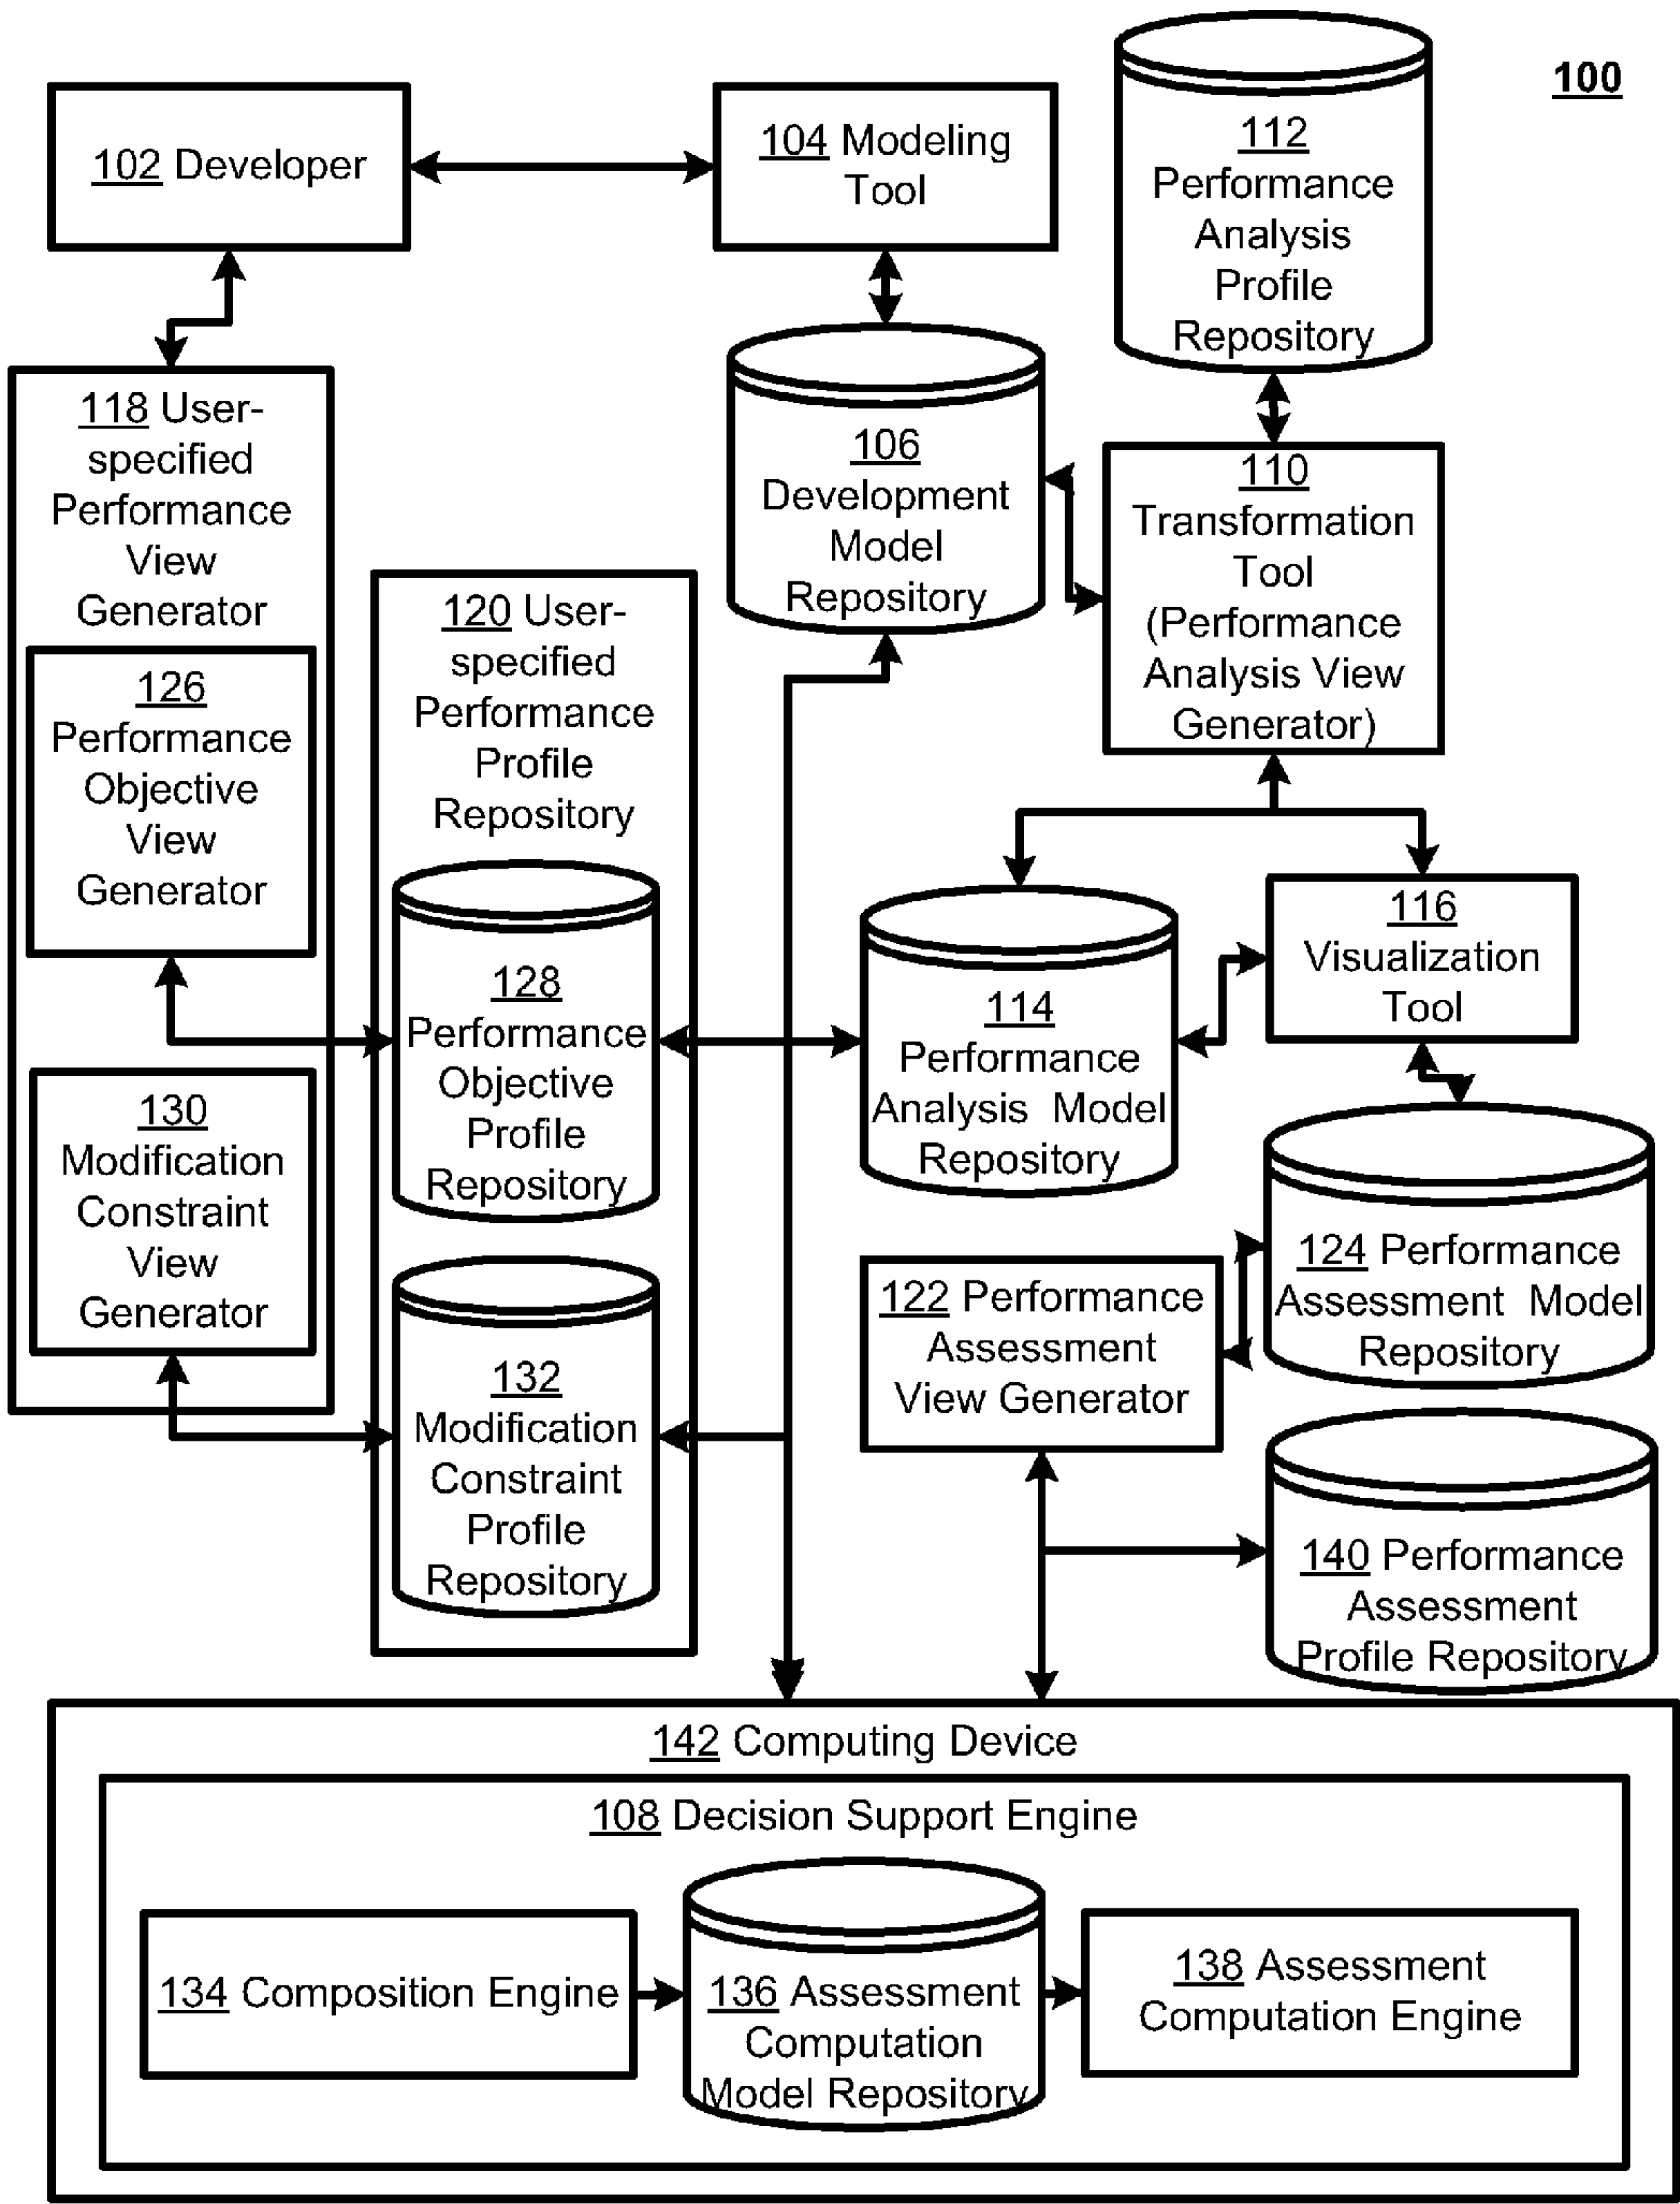 100
102 Developer
104 Modeling
Tool
112
Performance
Analysis
Profile
Repository
118 User-
specified
Performance
View
Generator
106
Development
Model
Repository
110
Transformation
Tool
(Performance
Analysis View
Generator)
120 User-
specified
Performance
Profile
Repository
126
Performance
Objective
View
Generator
128
Performance
Objective
Profile
Repository
114
Performance
Analysis Model
Repository
116
Visualization
Tool
130
Modification
Constraint
View
Generator
132
Modification
Constraint
Profile
Repository
122 Performance
Assessment
View Generator
124 Performance
Assessment Model
Repository
140 Performance
Assessment
Profile Repository
142 Computing Device
108 Decision Support Engine
134 Composition Engine
136 Assessment
Computation
Model Repository
138 Assessment
Computation Engine